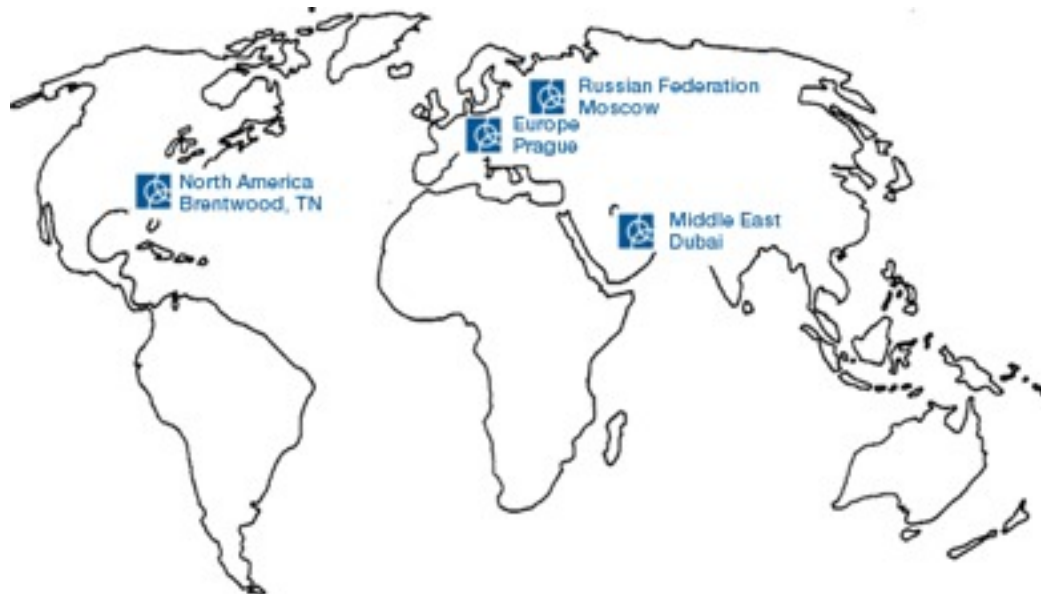 Russian Federation
Moscow
Europe
Prague
North America
Brentwood, TN
Middle East
Dubai